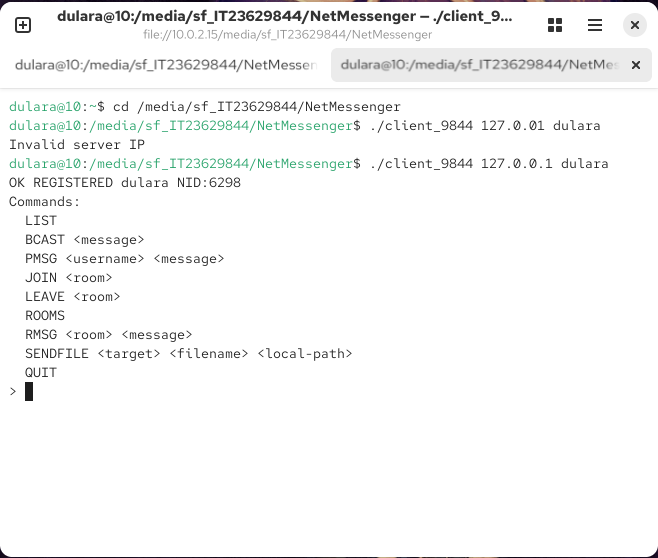 dulara@10:/media/sf_IT23629844/NetMessenger — ./client_9...
file://10.0.2.15/media/sf_IT23629844/NetMessenger
dulara@10:/media/sf_IT23629844/NetMessen
dulara@10:/media/sf_IT23629844/NetMes
dulara@10:~$ cd /media/sf_IT23629844/NetMessenger
dulara@10:/media/sf_IT23629844/NetMessenger$ ./client_9844 127.0.01 dulara
Invalid server IP
dulara@10:/media/sf_IT23629844/NetMessenger$ ./client_9844 127.0.0.1 dulara
OK REGISTERED dulara NID:6298
Commands:
  LIST
  BCAST <message>
  PMSG <username> <message>
  JOIN <room>
  LEAVE <room>
  ROOMS
  RMSG <room> <message>
  SENDFILE <target> <filename> <local-path>
  QUIT
>